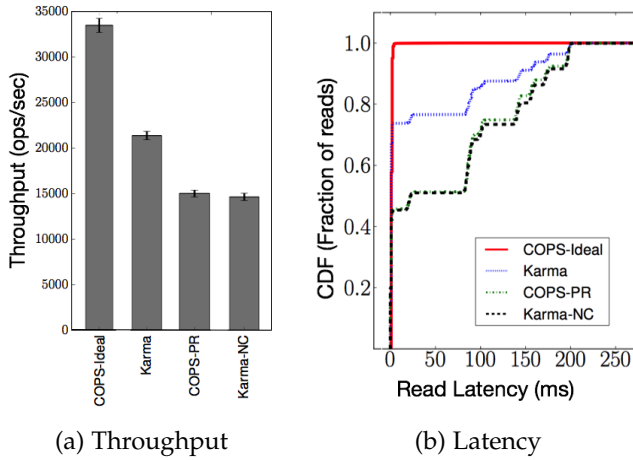 35000
30000
25000
20000
15000
10000
5000
0
Throughput (ops/sec)
COPS-Ideal
Karma
COPS-PR
Karma-NC
(a) Throughput
1.0
0.8
0.6
0.4
0.2
CDF (Fraction of reads)
COPS-Ideal
Karma
COPS-PR
Karma-NC
0 50 100 150 200 250
Read Latency (ms)
(b) Latency